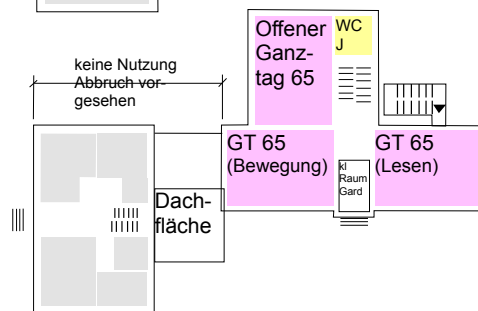 Offener
Ganz-
tag 65
WC
J
keine Nutzung
Abbruch vor-
gesehen
GT 65
(Bewegung)
kl
Raum
Gard
GT 65
(Lesen)
Dach-
fläche